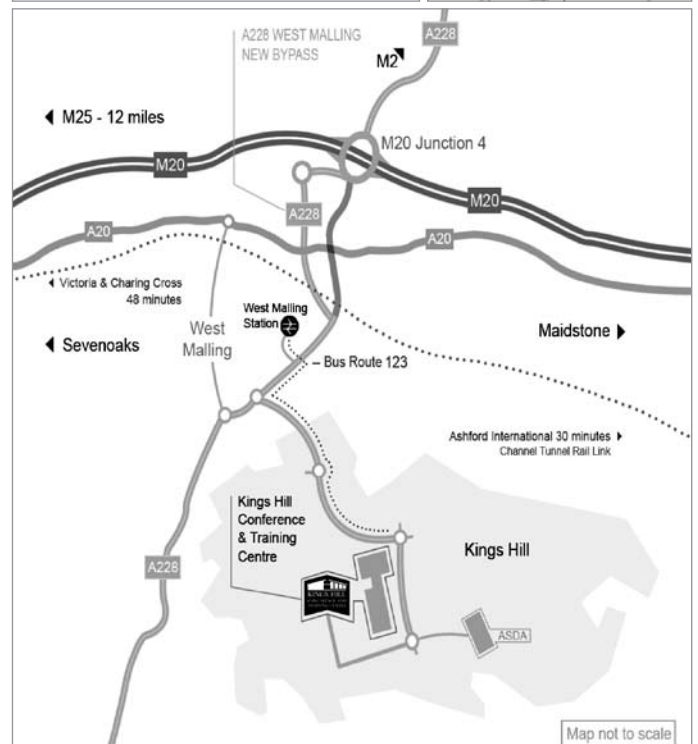 A228 WEST MALLING
NEW BYPASS
A228
M2
M25 - 12 miles
M20 Junction 4
M20
M20
A228
A20
A20
Victoria & Charing Cross
48 minutes
West Malling
Station
West
Malling
Maidstone
Sevenoaks
Bus Route 123
Ashford International 30 minutes
Channel Tunnel Rail Link
Kings Hill
Conference
& Training
Centre
Kings Hill
A228
KINGS HILL
ASDA
Map not to scale